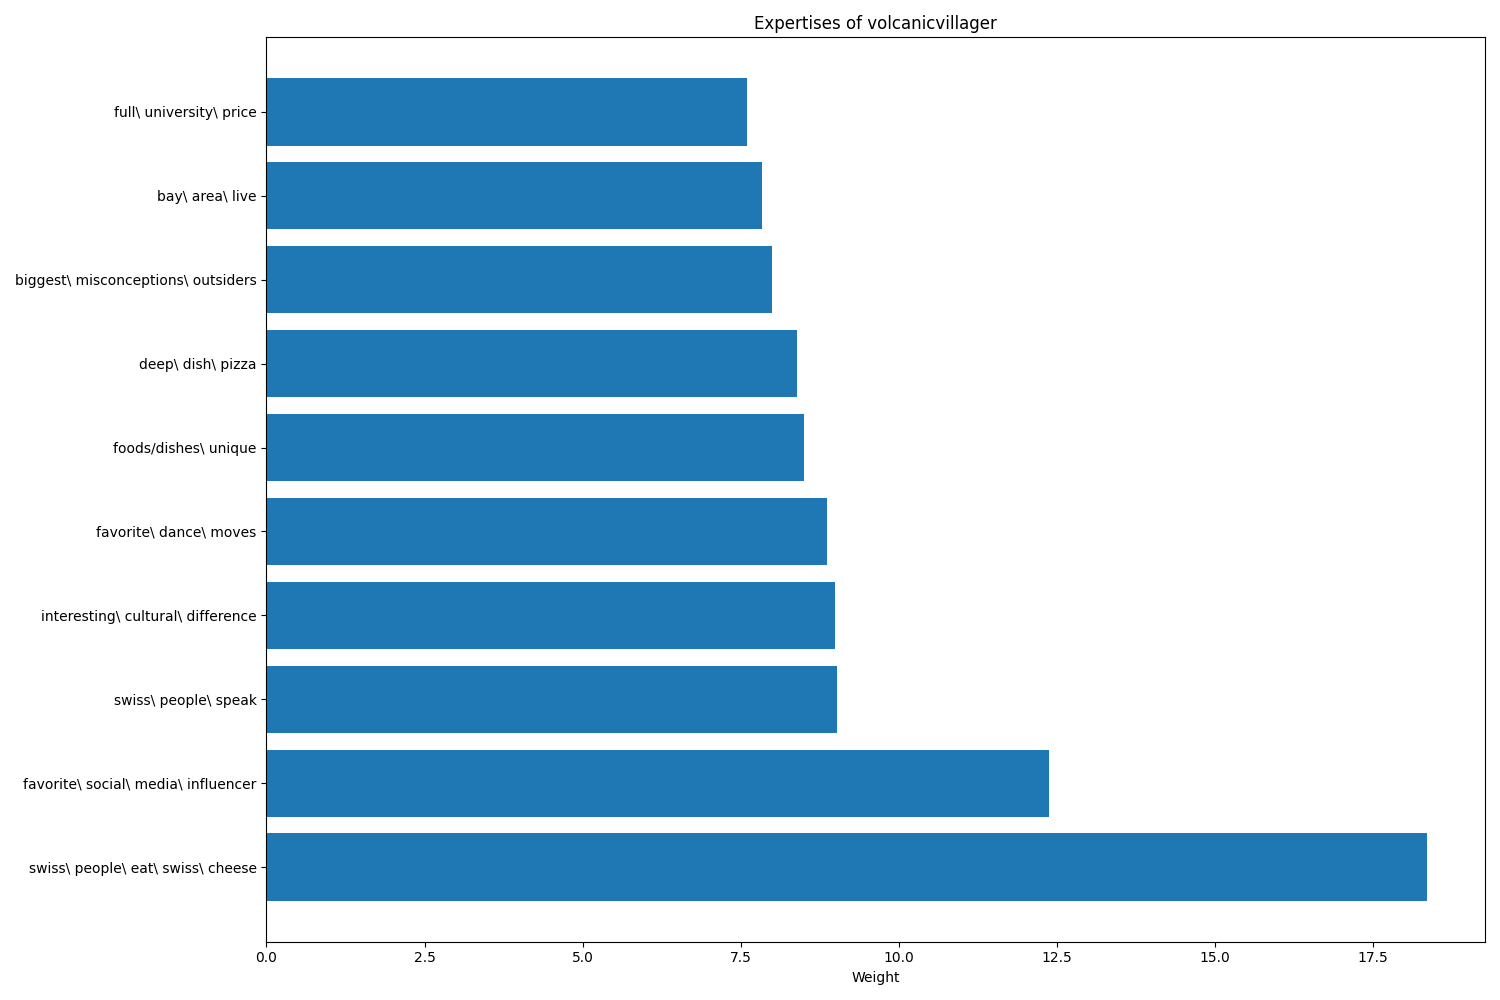 Expertises of volcanicvillager
full\ university\ price
bay\ area\ live
biggest\ misconceptions\ outsiders
deep\ dish\ pizza
foods/dishes\ unique
favorite\ dance\ moves
interesting\ cultural\ difference
swiss\ people\ speak
favorite\ social\ media\ influencer
swiss\ people\ eat\ swiss\ cheese
0.0 2.5 5.0 7.5 10.0 12.5 15.0 17.5
Weight